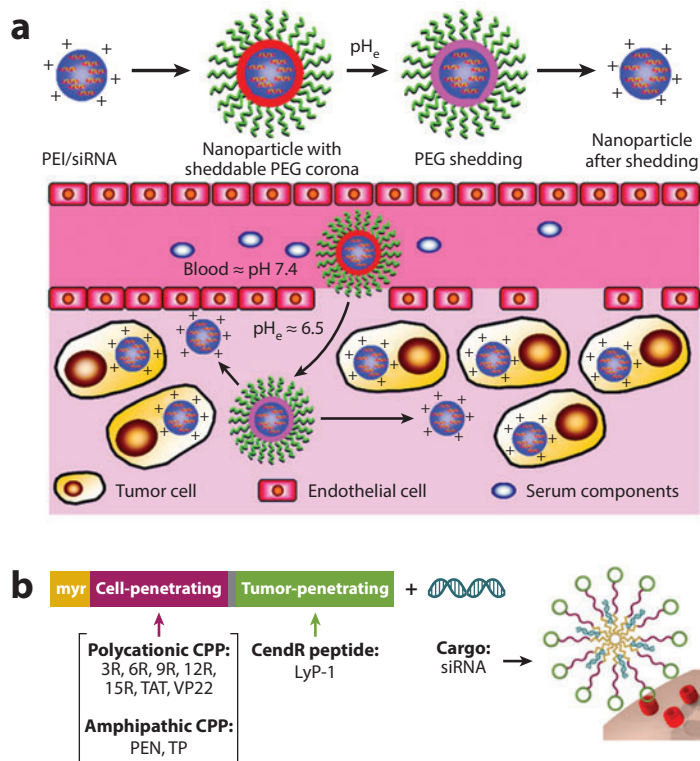 a
pHe
PEI/siRNA
Nanoparticle with
sheddable PEG corona
PEG shedding
Nanoparticle
after shedding
Blood ≈ pH 7.4
pHe ≈ 6.5
Tumor cell
Endothelial cell
Serum components
b
myr Cell-penetrating Tumor-penetrating +
Polycationic CPP:
3R, 6R, 9R, 12R,
15R, TAT, VP22
Amphipathic CPP:
PEN, TP
CendR peptide:
LyP-1
Cargo:
siRNA